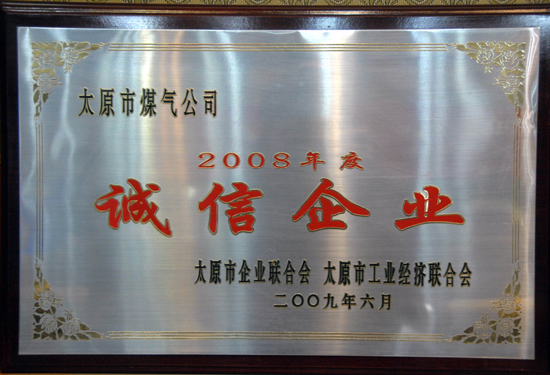 太原市煤气公司
2008年度
诚信企业
太原市企业联合会 太原市工业经济联合会
二〇〇九年六月